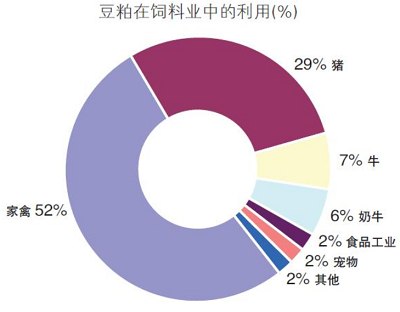 豆粕在饲料业中的利用(%)
29% 猪
7% 牛
家禽 52%
6% 奶牛
2% 食品工业
2% 宠物
2% 其他